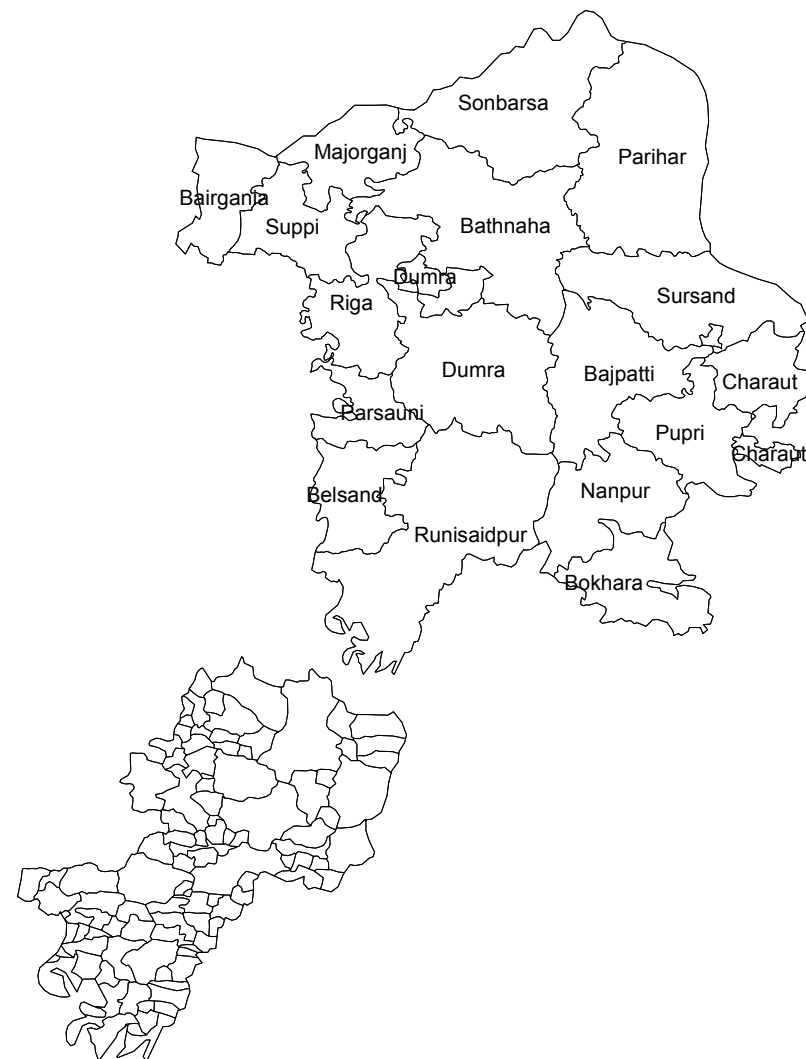 Sonbarsa
Majorganj
Parihar
Bairgania
Suppi
Bathnaha
Dumra
Riga
Sursand
Dumra
Bajpatti
Charaut
Parsauni
Pupri
Charaut
Belsand
Nanpur
Runisaidpur
Bokhara